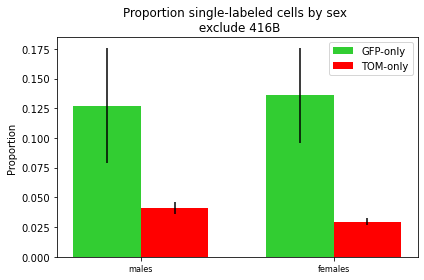 Proportion single-labeled cells by sex
exclude 416B
GFP-only
TOM-only
Proportion
0.175
0.150
0.125
0.100
0.075
0.050
0.025
0.000
males
females